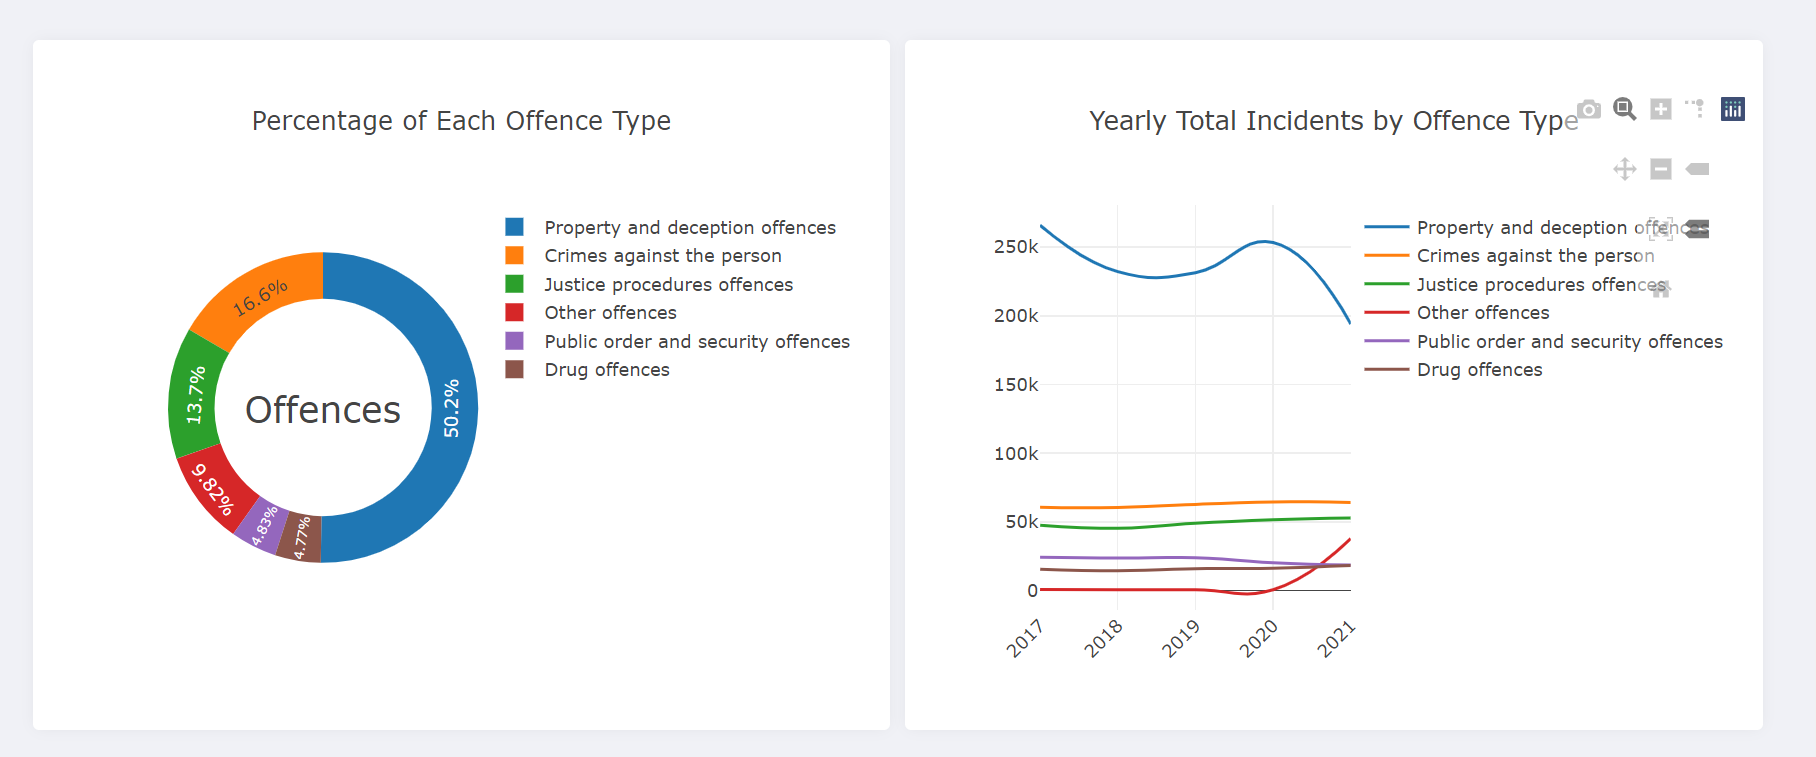 Percentage of Each Offence Type
Property and deception offences
Crimes against the person
Justice procedures offences
Other offences
Public order and security offences
Drug offences
16.6%
13.7%
50.2%
Offences
9.82%
4.83%
4.77%
Yearly Total Incidents by Offence Type
Property and deception offences
Crimes against the person
Justice procedures offences
Other offences
Public order and security offences
Drug offences
250k
200k
150k
100k
50k
0
2017
2018
2019
2020
2021